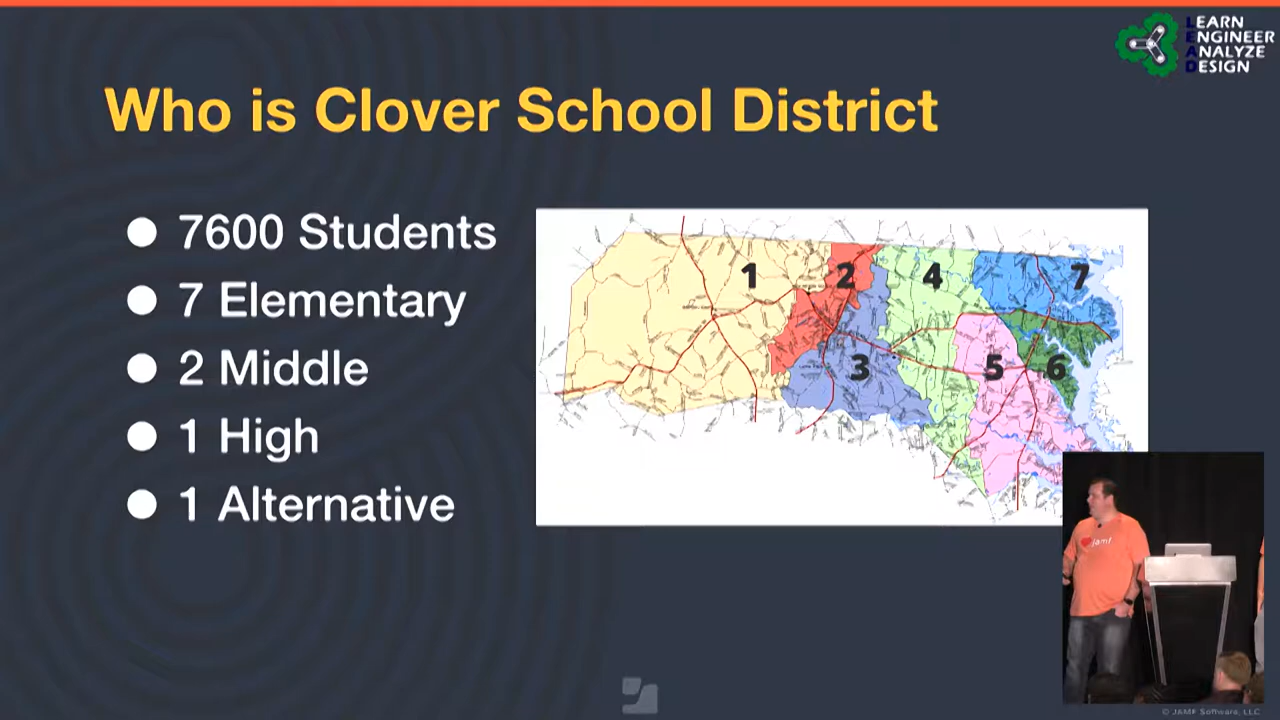 LEARN
ENGINEER
ANALYZE
DESIGN
Who is Clover School District
7600 Students
7 Elementary
2 Middle
1 High
1 Alternative
1
2
4
7
3
5
6
jamf
© JAMF Software, LLC